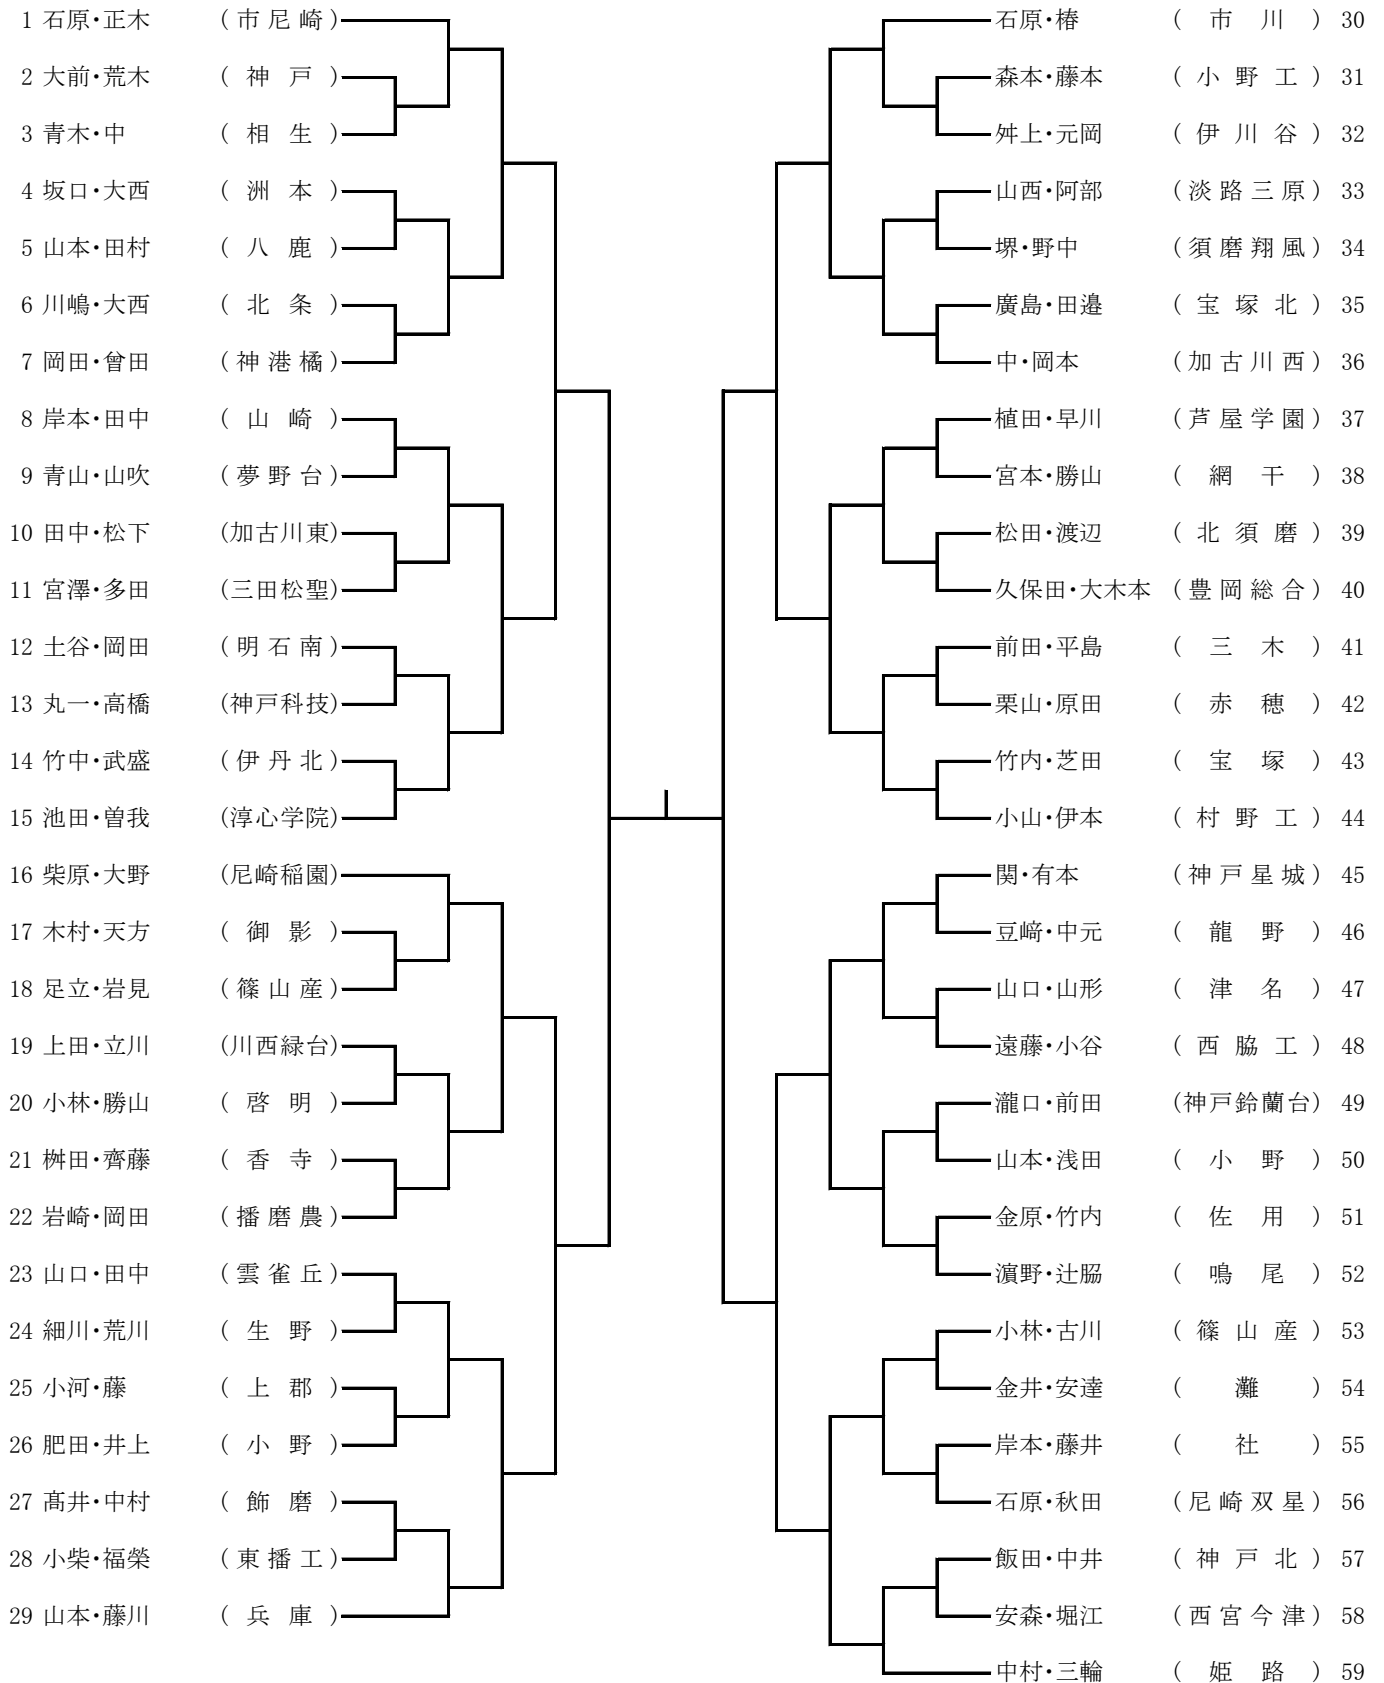 1 石原・正木 (市尼崎)
2 大前・荒木 (神戸)
3 青木・中 (相生)
4 坂口・大西 (洲本)
5 山本・田村 (八鹿)
6 川嶋・大西 (北条)
7 岡田・曾田 (神港橘)
8 岸本・田中 (山崎)
9 青山・山吹 (夢野台)
10 田中・松下 (加古川東)
11 宮澤・多田 (三田松聖)
12 土谷・岡田 (明石南)
13 丸一・高橋 (神戸科技)
14 竹中・武盛 (伊丹北)
15 池田・曽我 (淳心学院)
16 柴原・大野 (尼崎稲園)
17 木村・天方 (御影)
18 足立・岩見 (篠山産)
19 上田・立川 (川西緑台)
20 小林・勝山 (啓明)
21 桝田・齊藤 (香寺)
22 岩崎・岡田 (播磨農)
23 山口・田中 (雲雀丘)
24 細川・荒川 (生野)
25 小河・藤 (上郡)
26 肥田・井上 (小野)
27 髙井・中村 (飾磨)
28 小柴・福榮 (東播工)
29 山本・藤川 (兵庫)
石原・椿 (市川) 30
森本・藤本 (小野工) 31
舛上・元岡 (伊川谷) 32
山西・阿部 (淡路三原) 33
堺・野中 (須磨翔風) 34
廣島・田邉 (宝塚北) 35
中・岡本 (加古川西) 36
植田・早川 (芦屋学園) 37
宮本・勝山 (網干) 38
松田・渡辺 (北須磨) 39
久保田・大木本 (豊岡総合) 40
前田・平島 (三木) 41
栗山・原田 (赤穂) 42
竹内・芝田 (宝塚) 43
小山・伊本 (村野工) 44
関・有本 (神戸星城) 45
豆﨑・中元 (龍野) 46
山口・山形 (津名) 47
遠藤・小谷 (西脇工) 48
瀧口・前田 (神戸鈴蘭台) 49
山本・浅田 (小野) 50
金原・竹内 (佐用) 51
濵野・辻脇 (鳴尾) 52
小林・古川 (篠山産) 53
金井・安達 (灘) 54
岸本・藤井 (社) 55
石原・秋田 (尼崎双星) 56
飯田・中井 (神戸北) 57
安森・堀江 (西宮今津) 58
中村・三輪 (姫路) 59